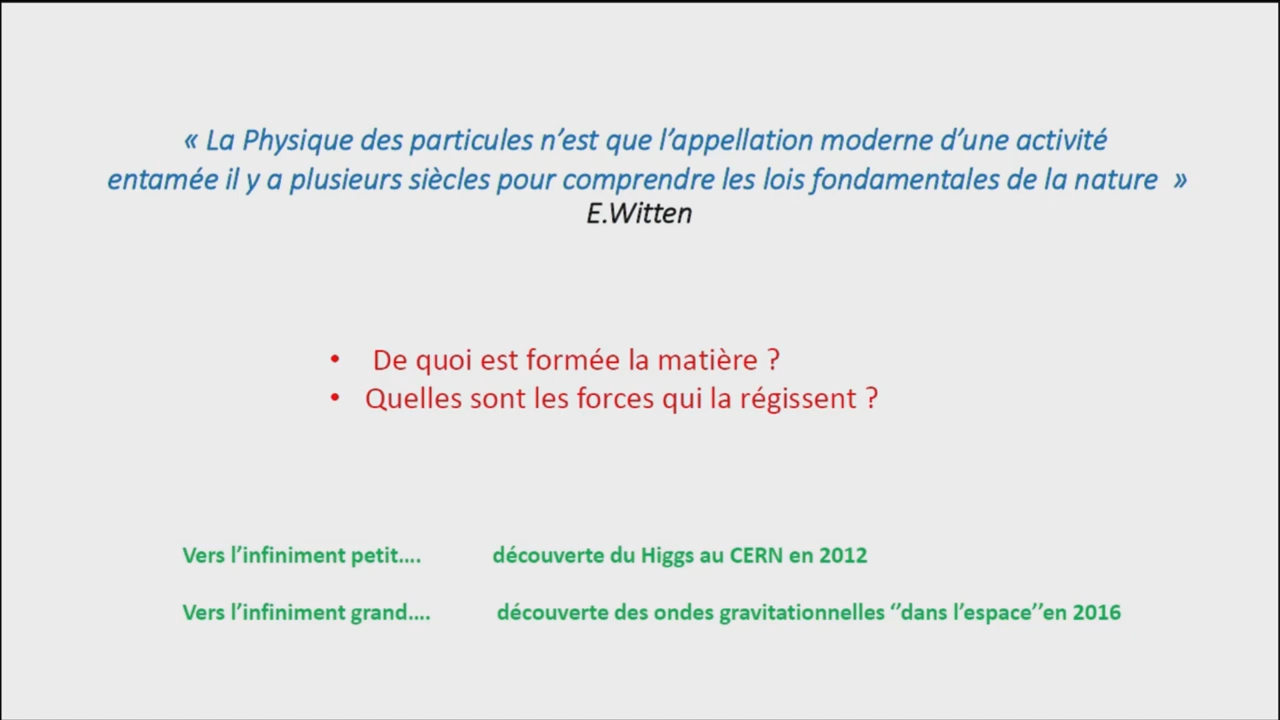 « La Physique des particules n’est que l’appellation moderne d’une activité
entamée il y a plusieurs siècles pour comprendre les lois fondamentales de la nature »
E.Witten
• De quoi est formée la matière ?
• Quelles sont les forces qui la régissent ?
Vers l’infiniment petit.... découverte du Higgs au CERN en 2012
Vers l’infiniment grand.... découverte des ondes gravitationnelles ‘’dans l’espace’’en 2016